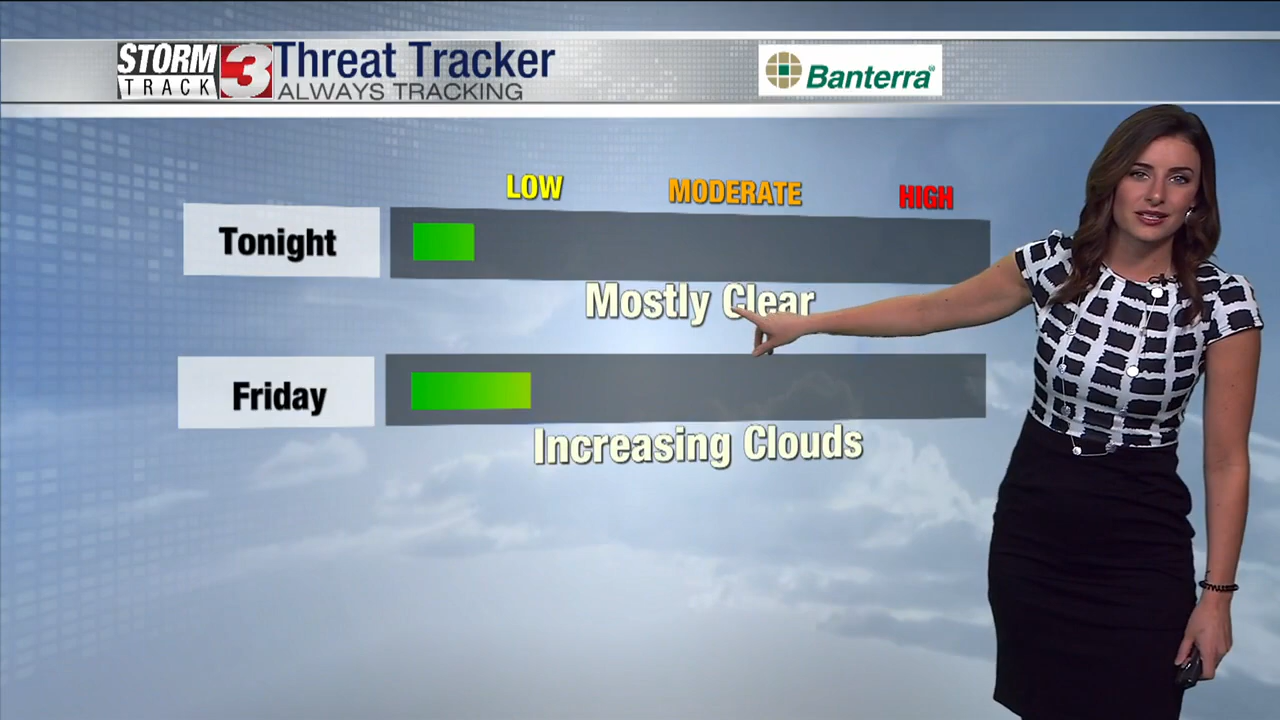 STORM
TRACK 3
Threat Tracker
ALWAYS TRACKING
Banterra®
LOW MODERATE HIGH
Tonight
Mostly Clear
Friday
Increasing Clouds